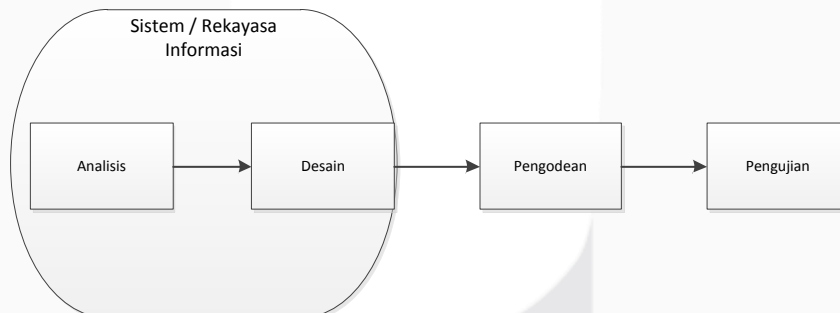 Sistem / Rekayasa
Informasi
Analisis
Desain
Pengodean
Pengujian